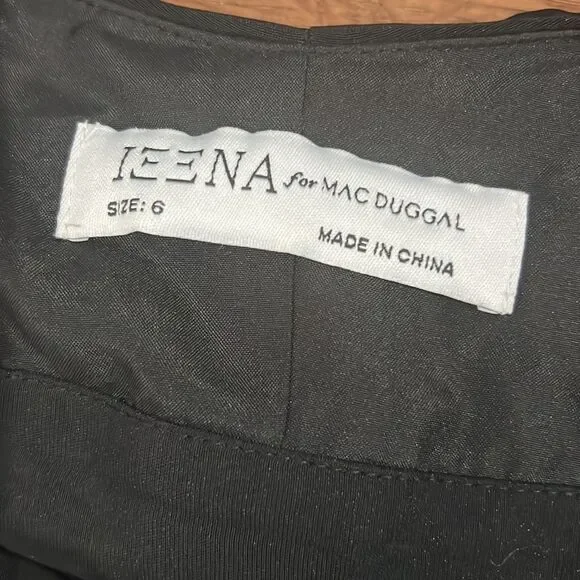 IEENA for MAC DUGGAL
SIZE: 6
MADE IN CHINA